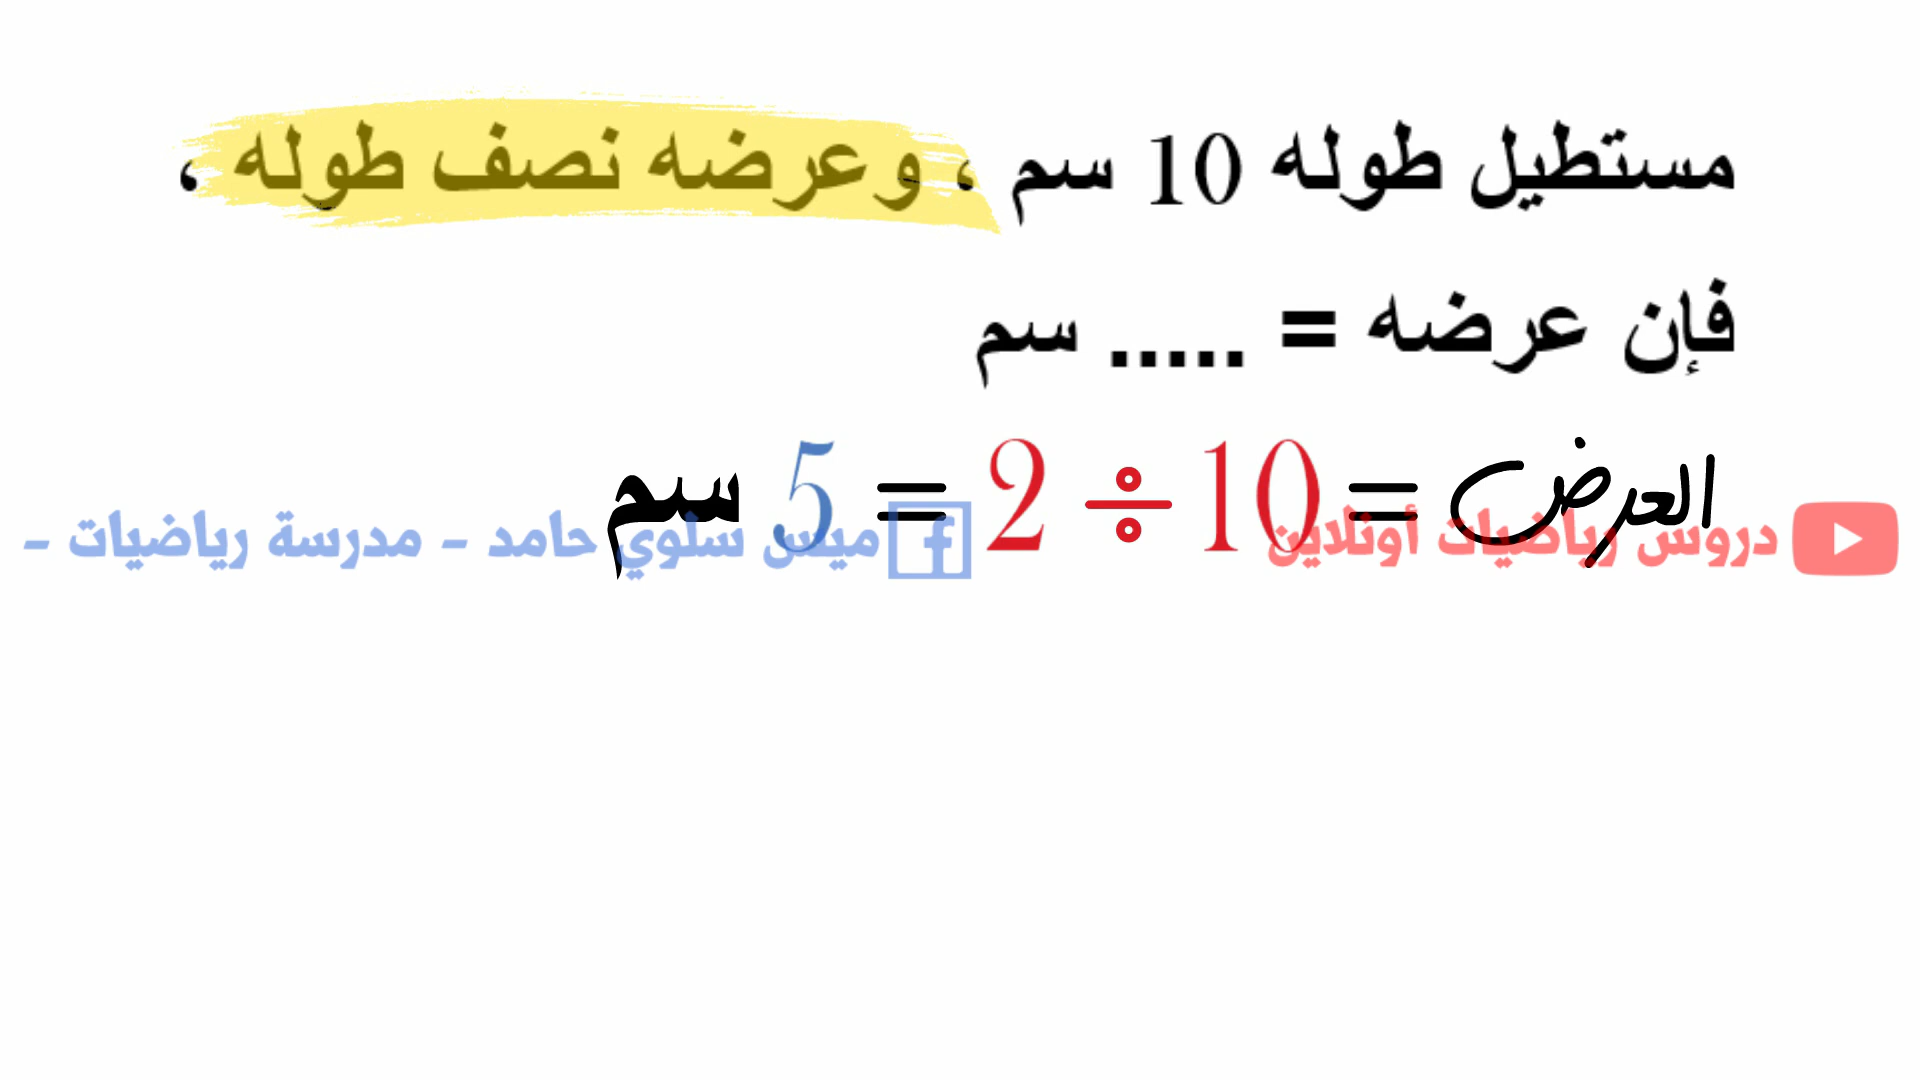 مستطيل طوله 10 سم ، وعرضه نصف طوله ،
فإن عرضه = ..... سم
العرض = 10 ÷ 2 = 5 سم
دروس رياضيات أونلاين
ميس سلوي حامد - مدرسة رياضيات -